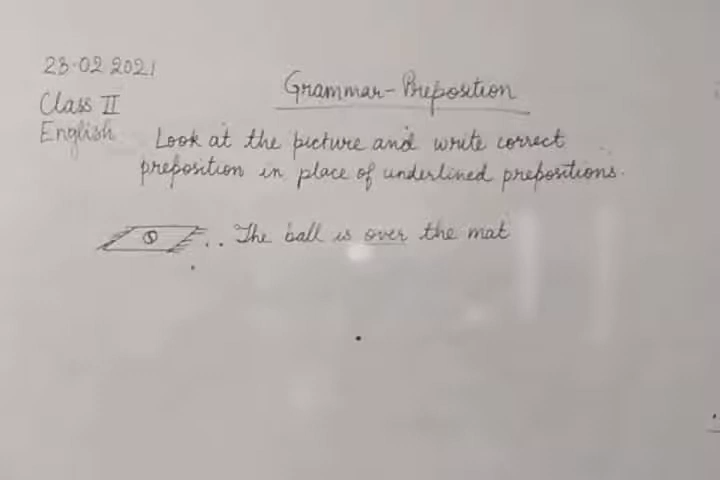 23.02 2021
Class II
English
Grammar-Preposition
Look at the picture and write correct
preposition in place of underlined prepositions.
.. The ball is over the mat